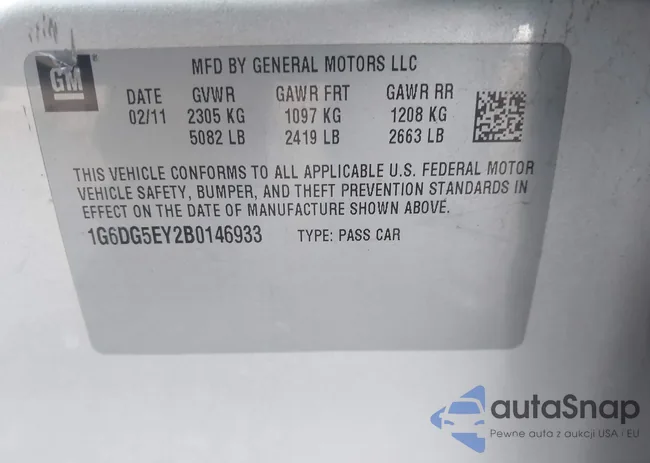 GM
MFD BY GENERAL MOTORS LLC
DATE GVWR GAWR FRT GAWR RR
02/11 2305 KG 1097 KG 1208 KG
5082 LB 2419 LB 2663 LB
THIS VEHICLE CONFORMS TO ALL APPLICABLE U.S. FEDERAL MOTOR
VEHICLE SAFETY, BUMPER, AND THEFT PREVENTION STANDARDS IN
EFFECT ON THE DATE OF MANUFACTURE SHOWN ABOVE.
1G6DG5EY2B0146933 TYPE: PASS CAR
autaSnap
Pewne auta z aukcji USA i EU